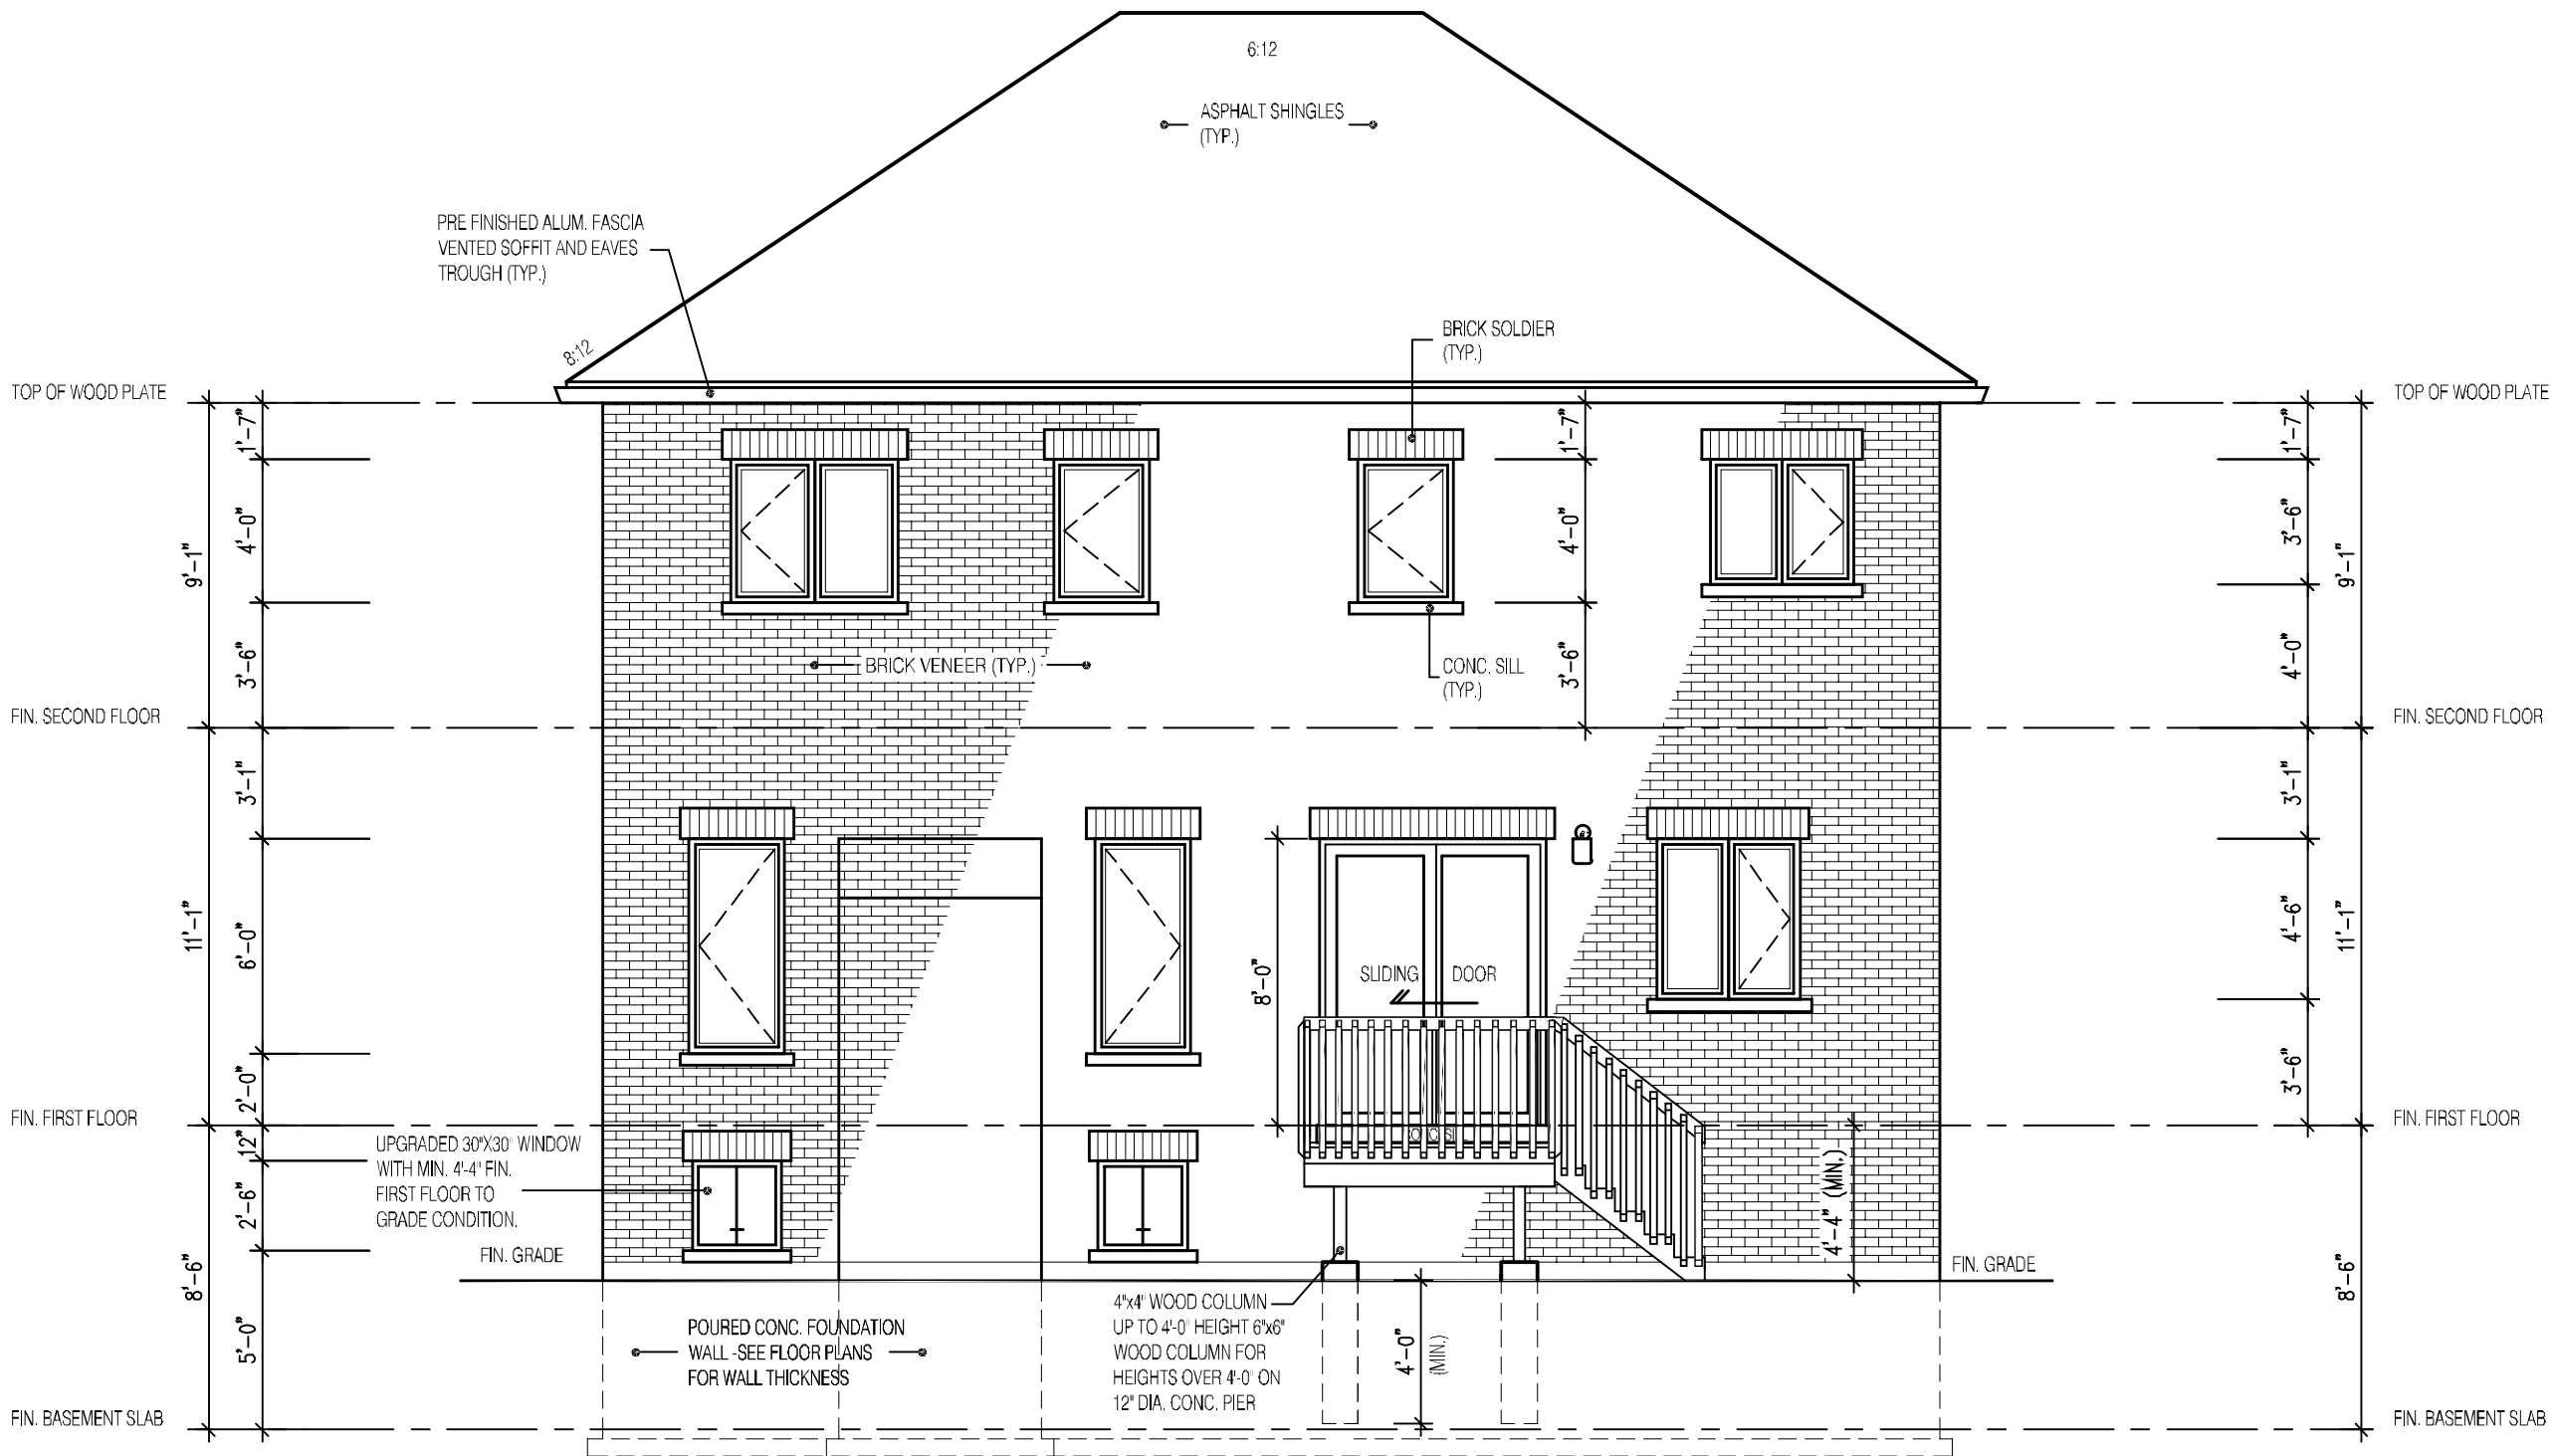 6:12
ASPHALT SHINGLES
(TYP.)
PRE FINISHED ALUM. FASCIA
VENTED SOFFIT AND EAVES
TROUGH (TYP.)
8:12
BRICK SOLDIER
(TYP.)
TOP OF WOOD PLATE
TOP OF WOOD PLATE
1'-7"
1'-7"
1'-7"
4'-0"
4'-0"
3'-6"
9'-1"
9'-1"
3'-6"
3'-6"
4'-0"
BRICK VENEER (TYP.)
CONC. SILL
(TYP.)
FIN. SECOND FLOOR
FIN. SECOND FLOOR
3'-1"
3'-1"
11'-1"
6'-0"
8'-0"
SLIDING DOOR
4'-6"
11'-1"
2'-0"
3'-6"
FIN. FIRST FLOOR
FIN. FIRST FLOOR
12"
UPGRADED 30"X30" WINDOW
WITH MIN. 4'-4" FIN.
FIRST FLOOR TO
GRADE CONDITION.
2'-6"
4'-4" (MIN.)
FIN. GRADE
FIN. GRADE
8'-6"
8'-6"
5'-0"
POURED CONC. FOUNDATION
WALL -SEE FLOOR PLANS
FOR WALL THICKNESS
4"x4" WOOD COLUMN
UP TO 4'-0" HEIGHT 6"x6"
WOOD COLUMN FOR
HEIGHTS OVER 4'-0" ON
12" DIA. CONC. PIER
4'-0"
(MIN.)
FIN. BASEMENT SLAB
FIN. BASEMENT SLAB